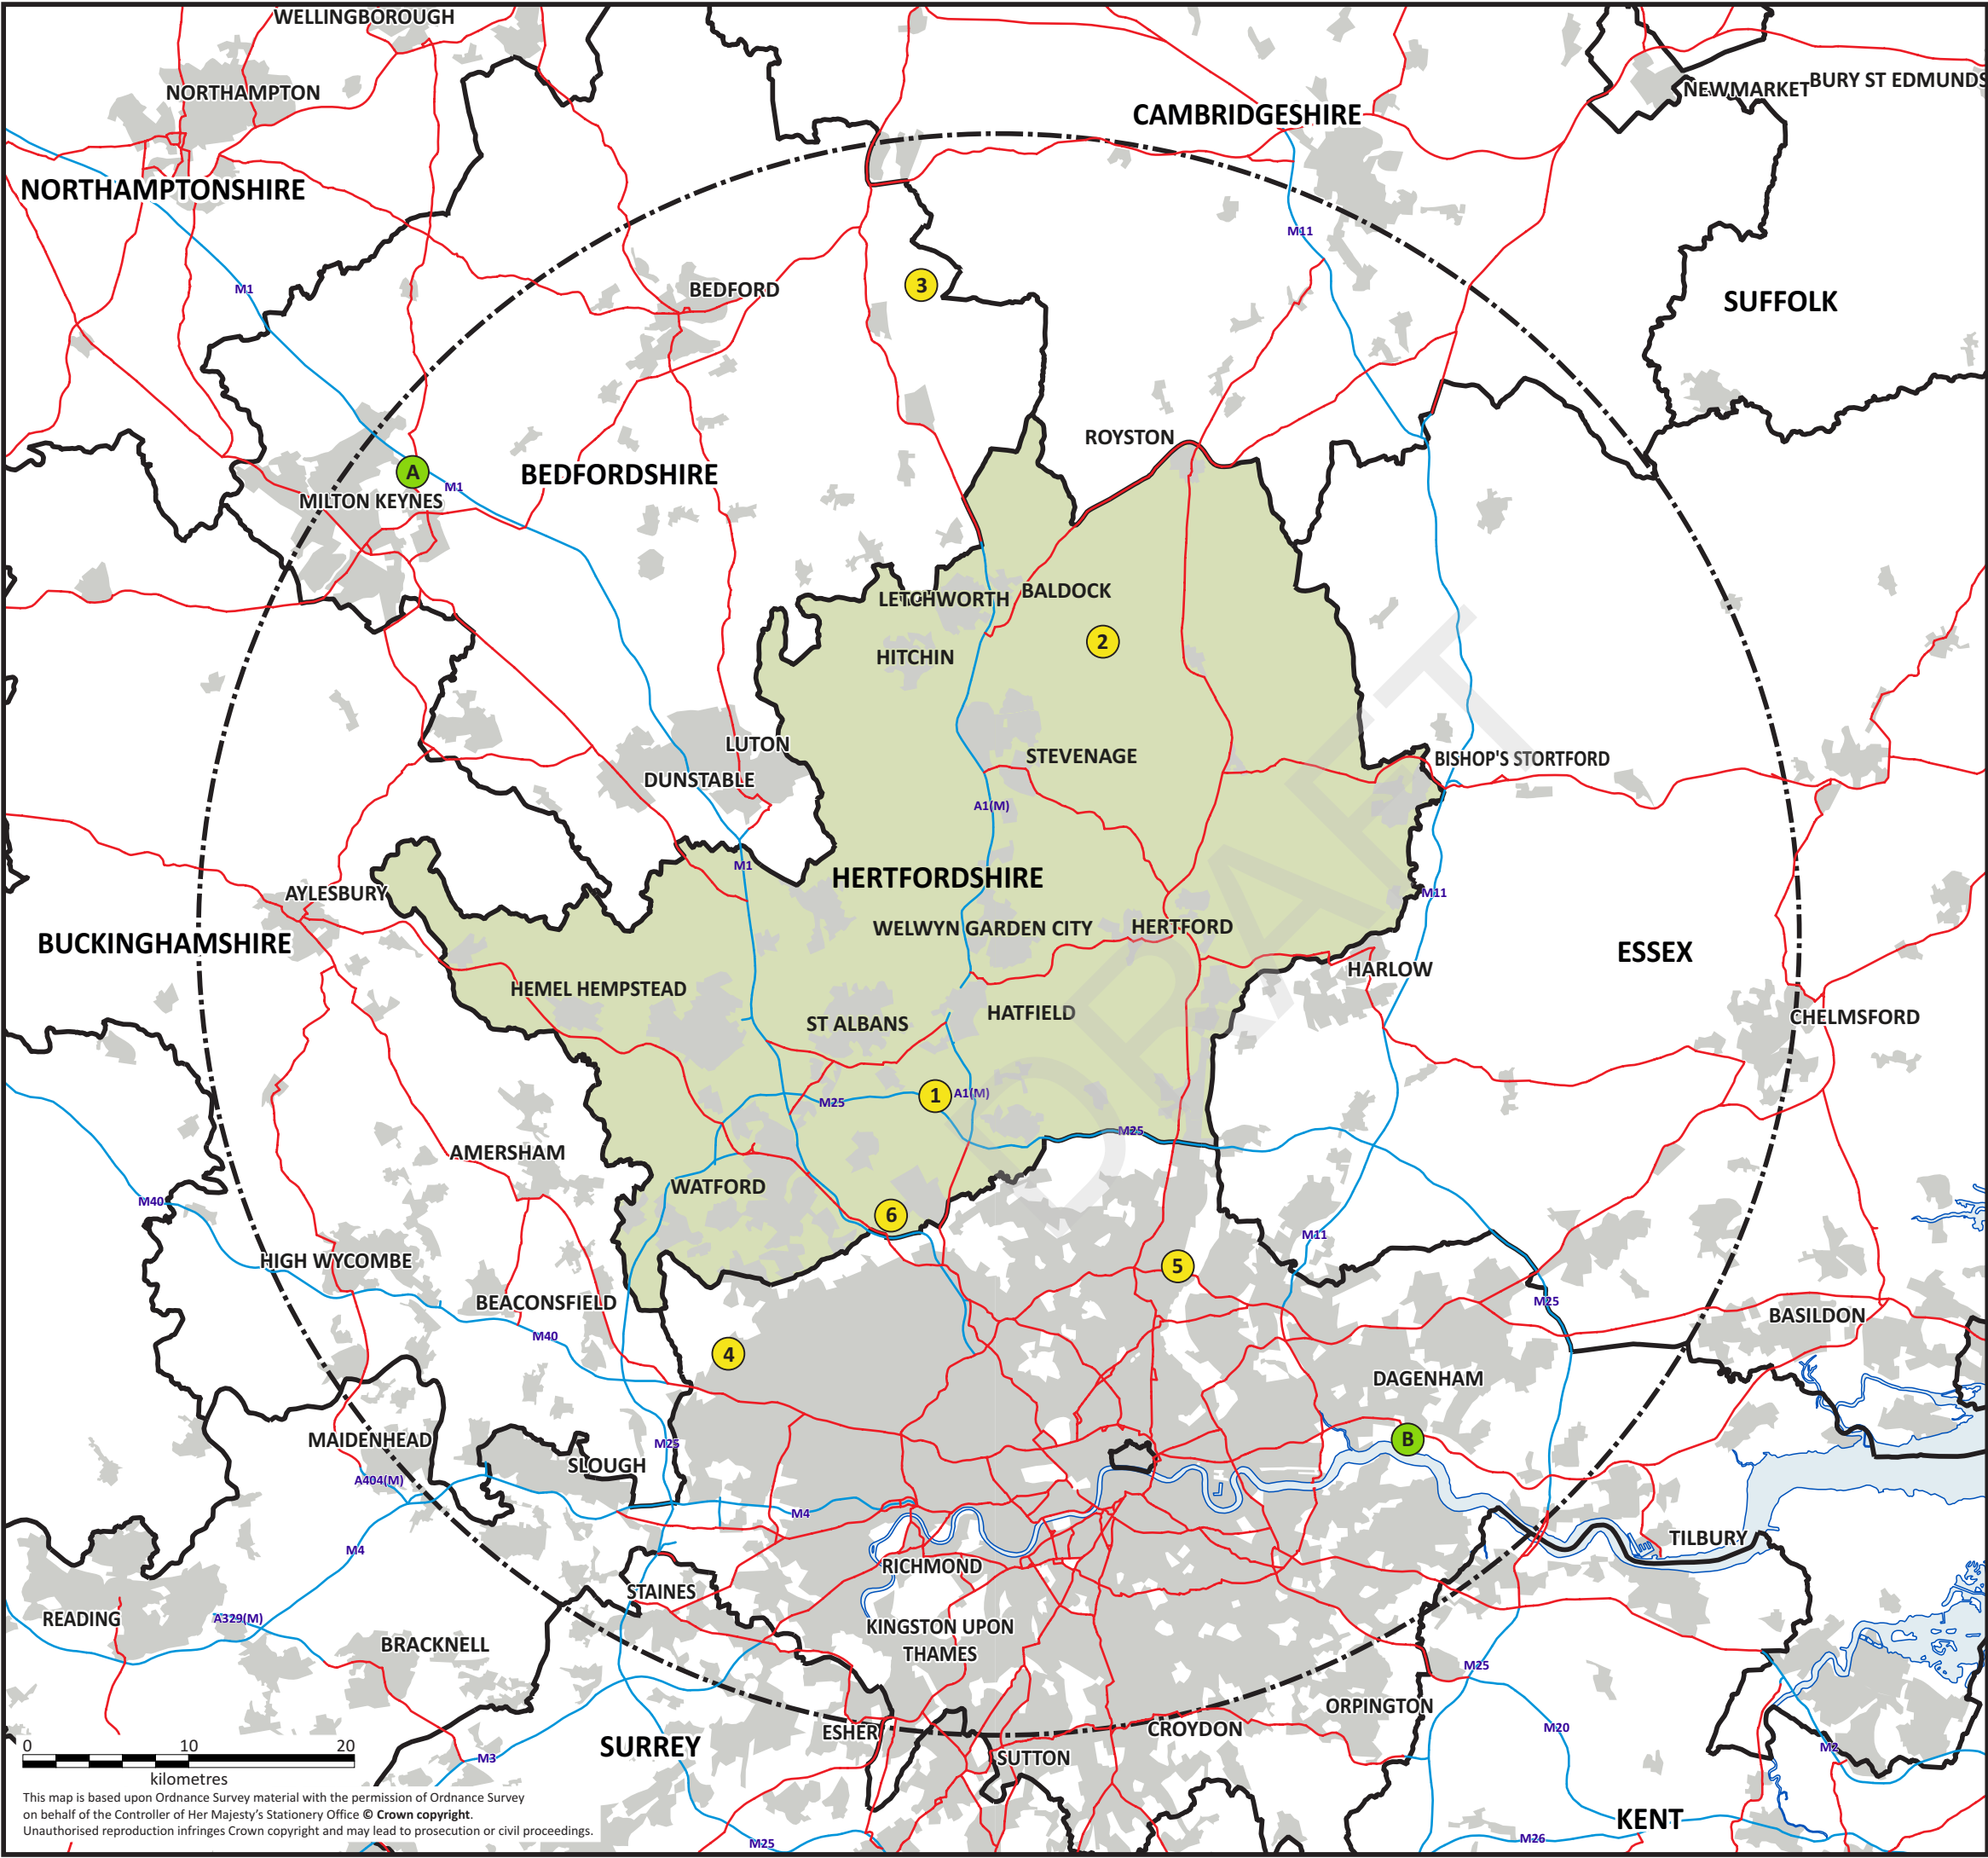 WELLINGBOROUGH
NORTHAMPTON
CAMBRIDGESHIRE
NEWMARKET
BURY ST EDMUNDS
NORTHAMPTONSHIRE
M11
M1
BEDFORD
3
SUFFOLK
ROYSTON
A
BEDFORDSHIRE
M1
MILTON KEYNES
LETCHWORTH
BALDOCK
2
HITCHIN
LUTON
STEVENAGE
BISHOP'S STORTFORD
DUNSTABLE
A1(M)
M1
HERTFORDSHIRE
AYLESBURY
M11
WELWYN GARDEN CITY
HERTFORD
BUCKINGHAMSHIRE
ESSEX
HARLOW
HEMEL HEMPSTEAD
ST ALBANS
HATFIELD
CHELMSFORD
DRAFT
1
A1(M)
M25
M25
AMERSHAM
WATFORD
M40
6
M11
HIGH WYCOMBE
5
BEACONSFIELD
M25
BASILDON
M40
4
DAGENHAM
MAIDENHEAD
B
M25
SLOUGH
A404(M)
M4
TILBURY
M4
RICHMOND
STAINES
READING
A329(M)
KINGSTON UPON
THAMES
BRACKNELL
M25
ORPINGTON
ESHER
CROYDON
M20
SURREY
M2
SUTTON
M3
0 10 20
kilometres
This map is based upon Ordnance Survey material with the permission of Ordnance Survey
on behalf of the Controller of Her Majesty's Stationery Office © Crown copyright.
Unauthorised reproduction infringes Crown copyright and may lead to prosecution or civil proceedings.
KENT
M25
M26